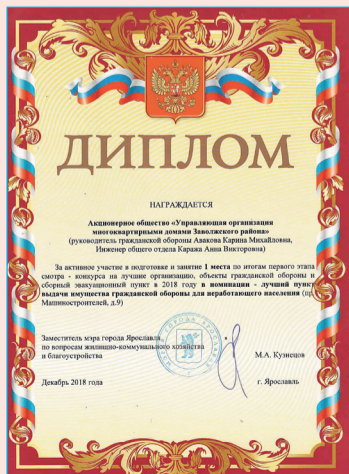 ДИПЛОМ
НАГРАЖДАЕТСЯ
Акционерное общество «Управляющая организация
многоквартирными домами Заволжского района»
(руководитель гражданской обороны Авакова Карина Михайловна,
Инженер общего отдела Каража Анна Викторовна)
За активное участие в подготовке и занятие 1 места по итогам первого этапа
смотра - конкурса на лучшие организацию, объекты гражданской обороны и
сборный эвакуационный пункт в 2018 году в номинации - лучший пункт
выдачи имущества гражданской обороны для неработающего населения (пр.
Машиностроителей, д.9)
Заместитель мэра города Ярославля
по вопросам жилищно-коммунального хозяйства
и благоустройства
М.А. Кузнецов
Декабрь 2018 года
г. Ярославль